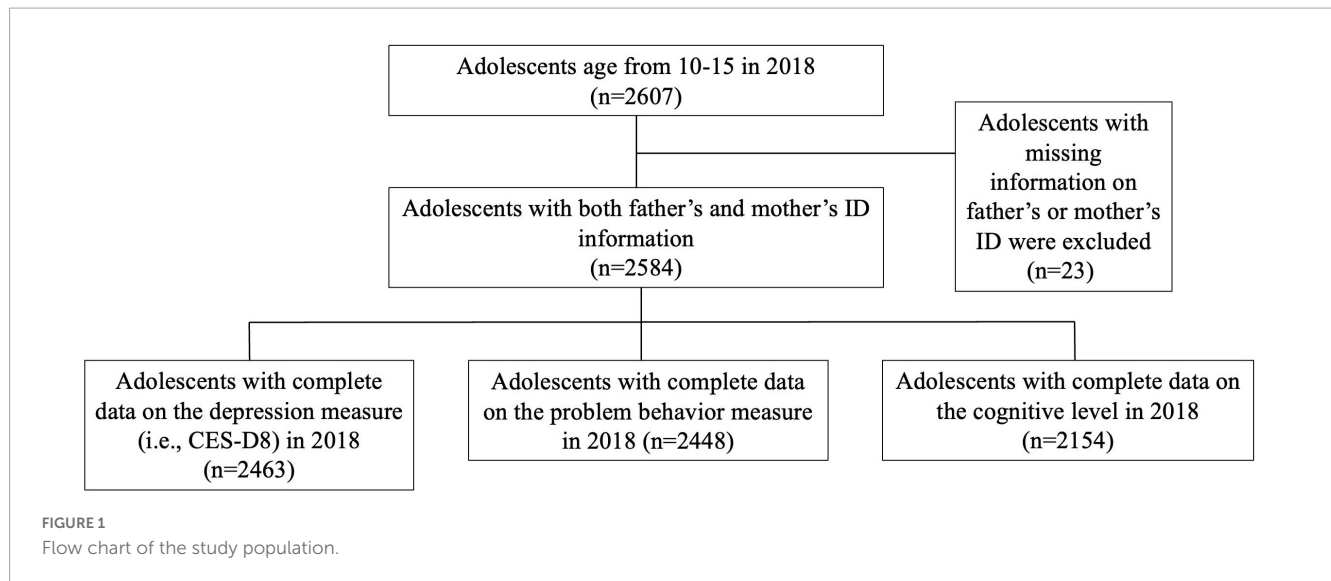 Adolescents age from 10-15 in 2018
(n=2607)
Adolescents with
missing
information on
father’s or mother’s
ID were excluded
(n=23)
Adolescents with both father’s and mother’s ID
information
(n=2584)
Adolescents with complete
data on the depression measure
(i.e., CES-D8) in 2018
(n=2463)
Adolescents with complete data
on the problem behavior measure
in 2018 (n=2448)
Adolescents with complete data on
the cognitive level in 2018
(n=2154)
FIGURE 1
Flow chart of the study population.